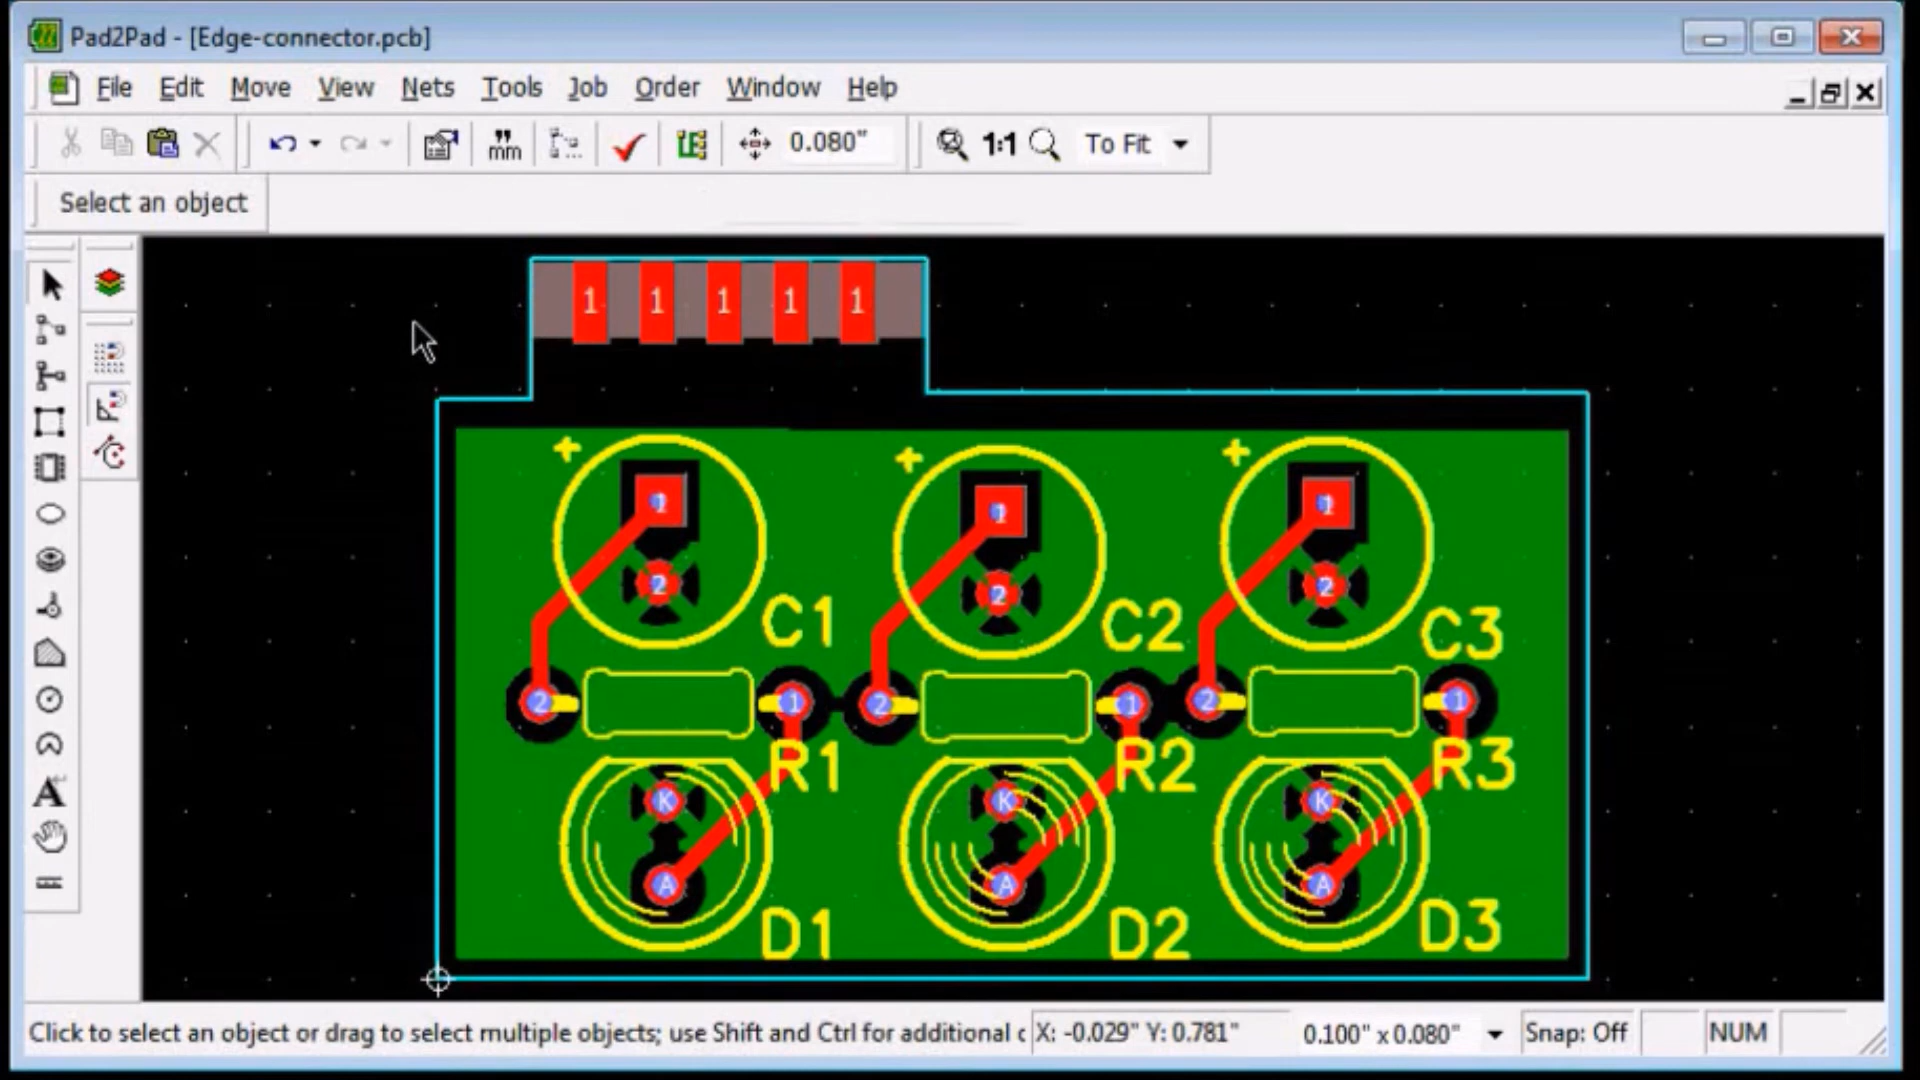 Pad2Pad - [Edge-connector.pcb]
File Edit Move View Nets Tools Job Order Window Help
" mm 0.080" 1:1 To Fit
Select an object
1 1 1 1 1
+ + +
1 1 1
2 2 2
C1 C2 C3
2 1 2 1 2 1
R1 R2 R3
K K K
A A A
D1 D2 D3
Click to select an object or drag to select multiple objects; use Shift and Ctrl for additional c X: -0.029" Y: 0.781" 0.100" x 0.080" Snap: Off NUM